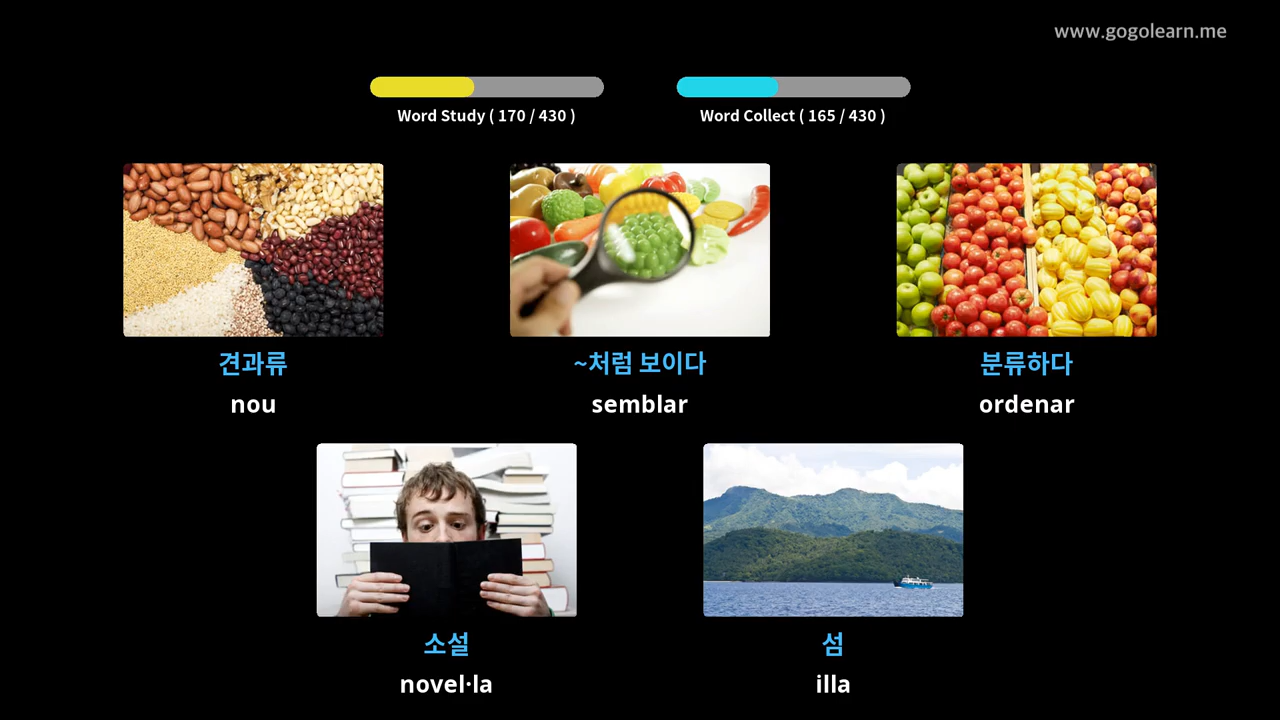 www.gogolearn.me
Word Study ( 170 / 430 )
Word Collect ( 165 / 430 )
견과류
~처럼 보이다
분류하다
nou
semblar
ordenar
소설
섬
novel·la
illa